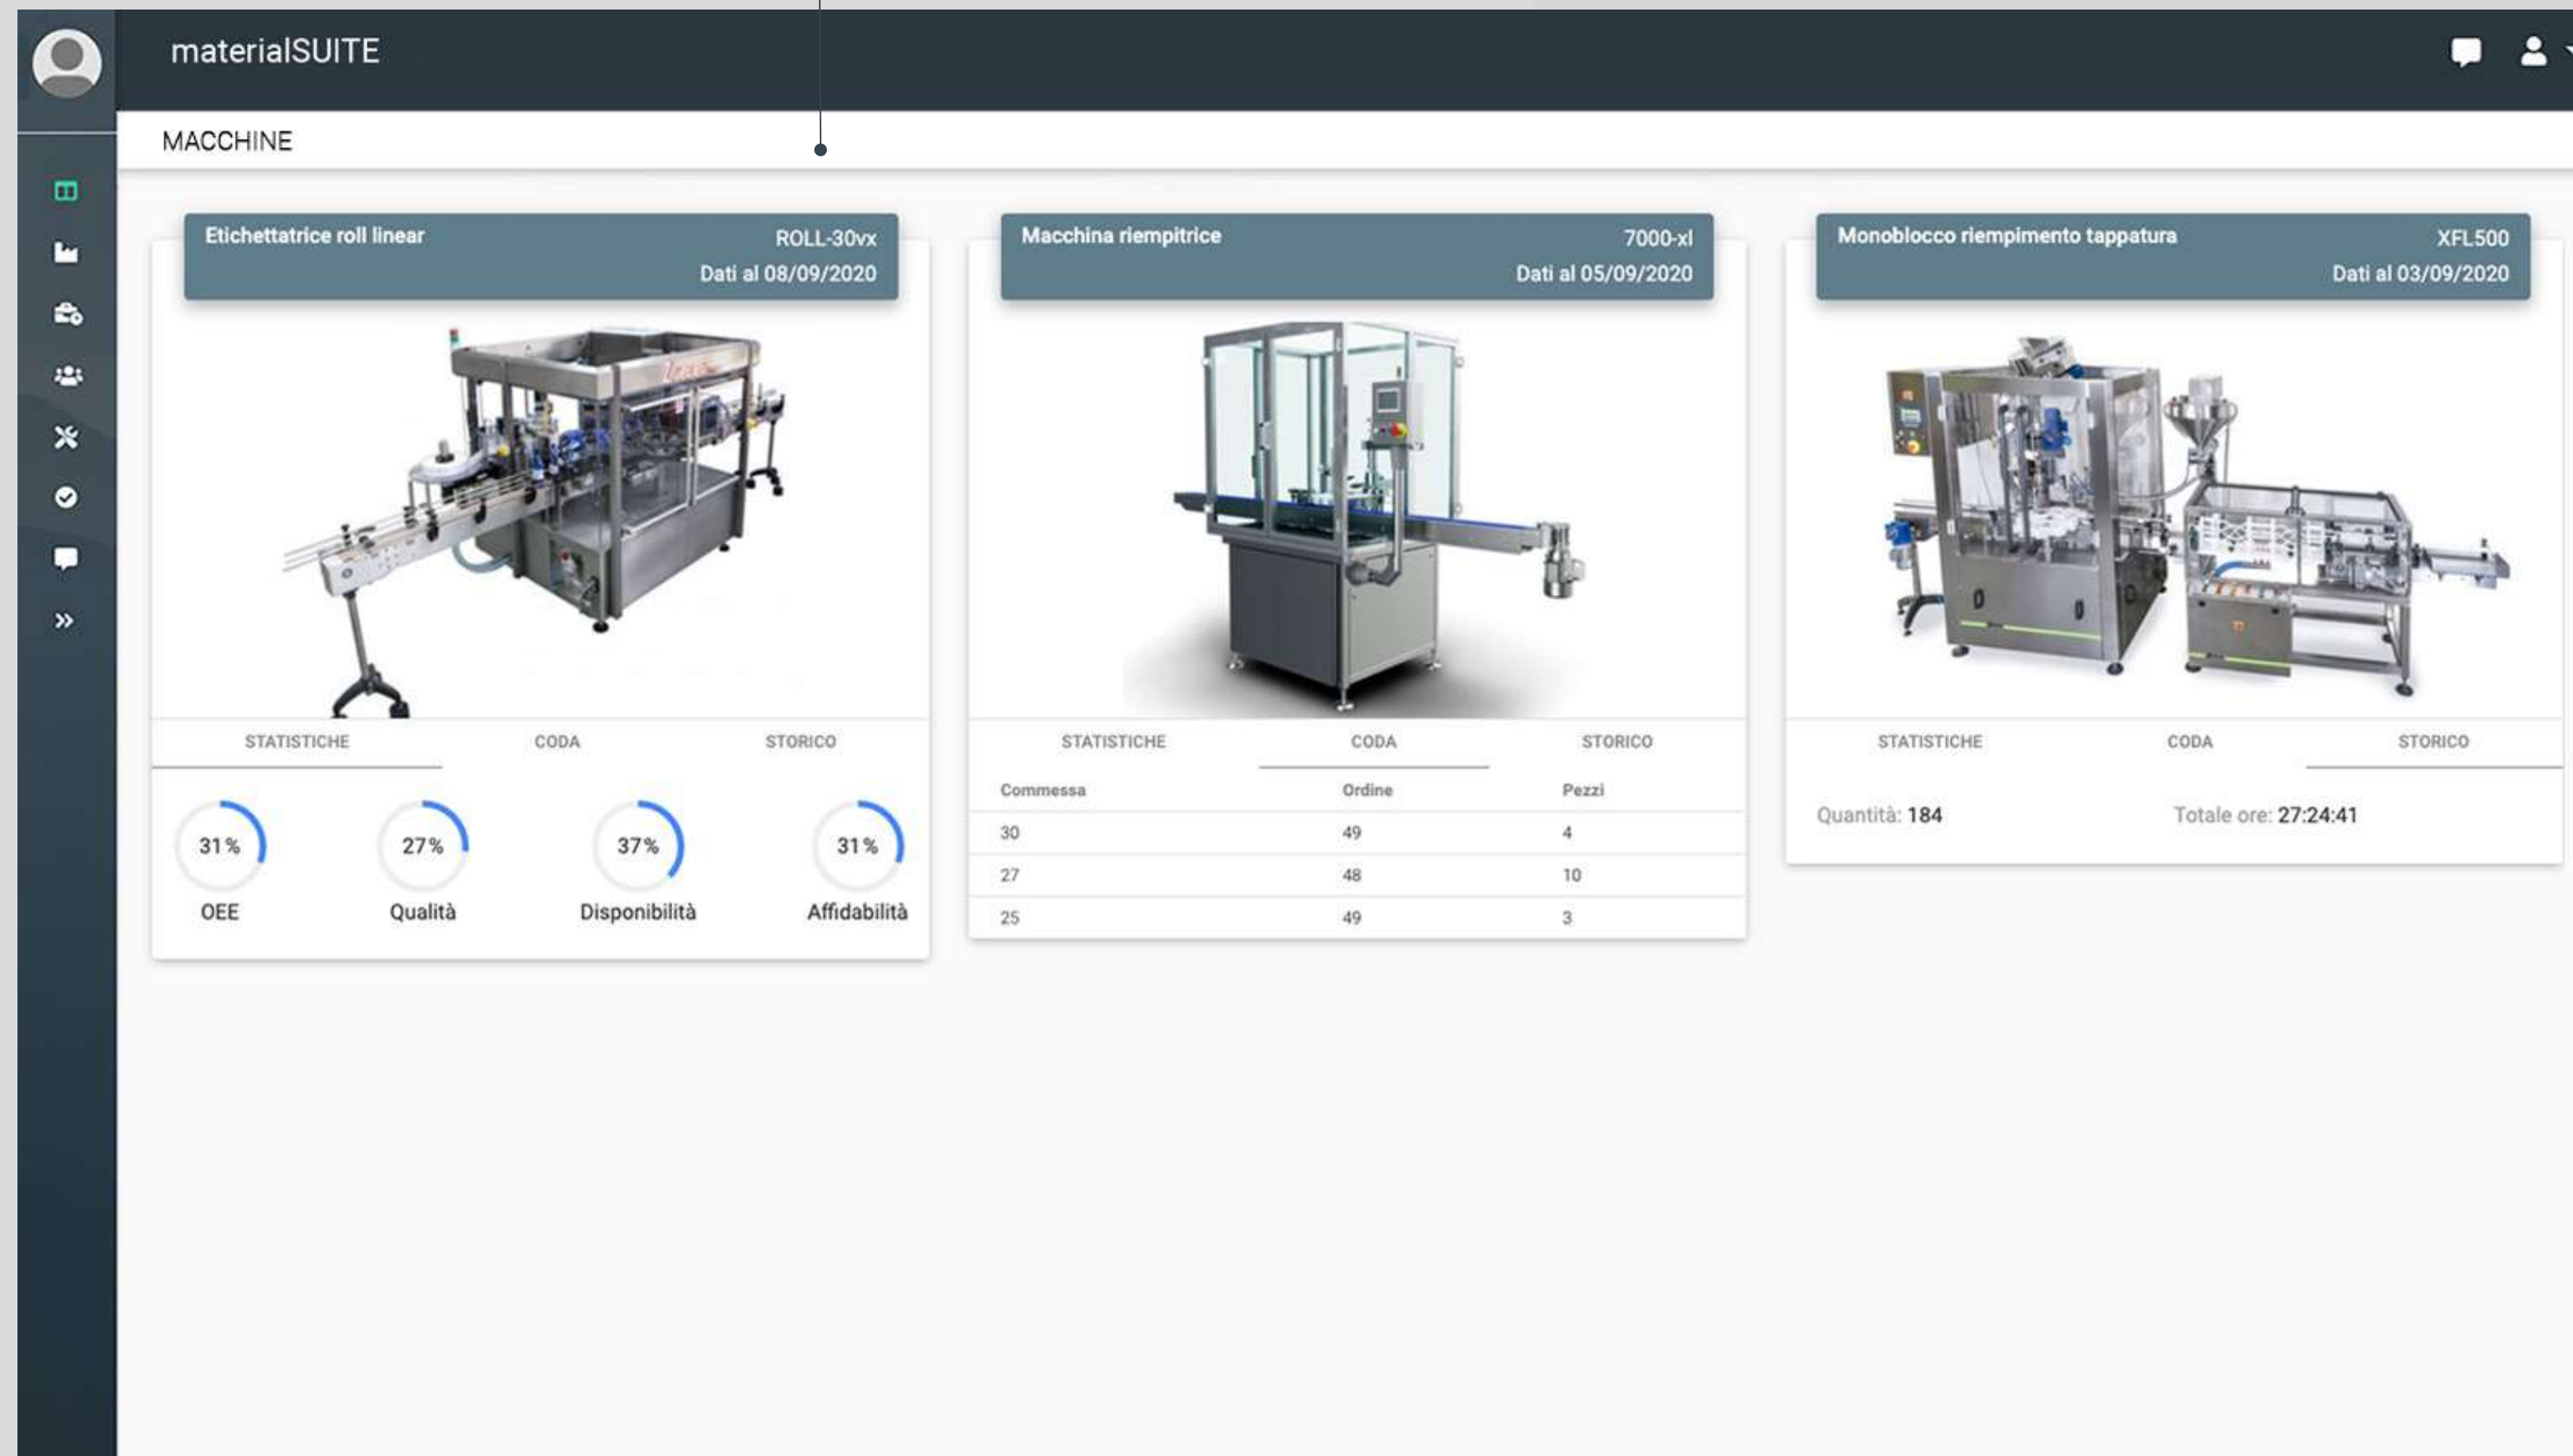 materialSUITE
MACCHINE
Etichettatrice roll linear
ROLL-30vx
Dati al 08/09/2020
STATISTICHE CODA STORICO
31%
27%
37%
31%
OEE
Qualità
Disponibilità
Affidabilità
Macchina riempitrice
7000-xl
Dati al 05/09/2020
STATISTICHE CODA STORICO
Commessa Ordine Pezzi
30 49 4
27 48 10
25 49 3
Monoblocco riempimento tappatura
XFL500
Dati al 03/09/2020
STATISTICHE CODA STORICO
Quantità: 184 Totale ore: 27:24:41